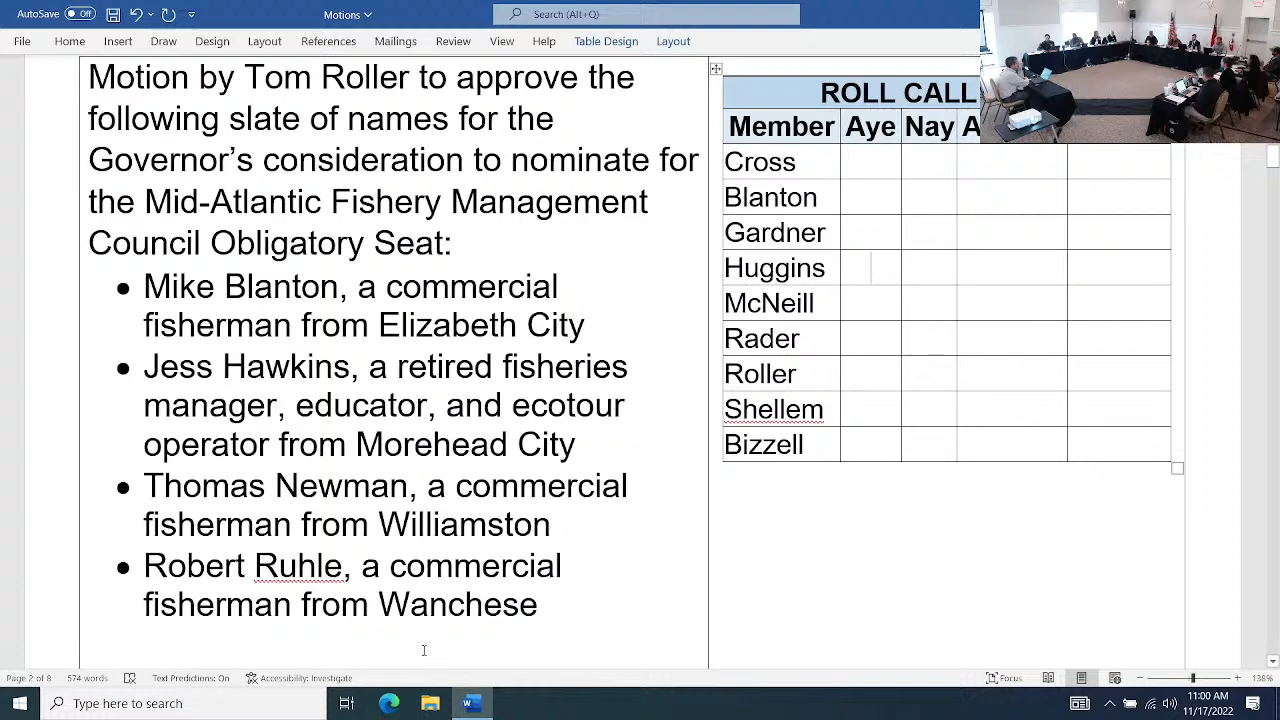 AutoSave Off Motions Search (Alt+Q)
File Home Insert Draw Design Layout References Mailings Review View Help Table Design Layout
Motion by Tom Roller to approve the
following slate of names for the
Governor's consideration to nominate for
the Mid-Atlantic Fishery Management
Council Obligatory Seat:
• Mike Blanton, a commercial
fisherman from Elizabeth City
• Jess Hawkins, a retired fisheries
manager, educator, and ecotour
operator from Morehead City
• Thomas Newman, a commercial
fisherman from Williamston
• Robert Ruhle, a commercial
fisherman from Wanchese
ROLL CALL
Member Aye Nay A
Cross
Blanton
Gardner
Huggins
McNeill
Rader
Roller
Shellem
Bizzell
Page 2 of 8 574 words Text Predictions: On Accessibility: Investigate Focus 138%
Type here to search
11:00 AM
11/17/2022